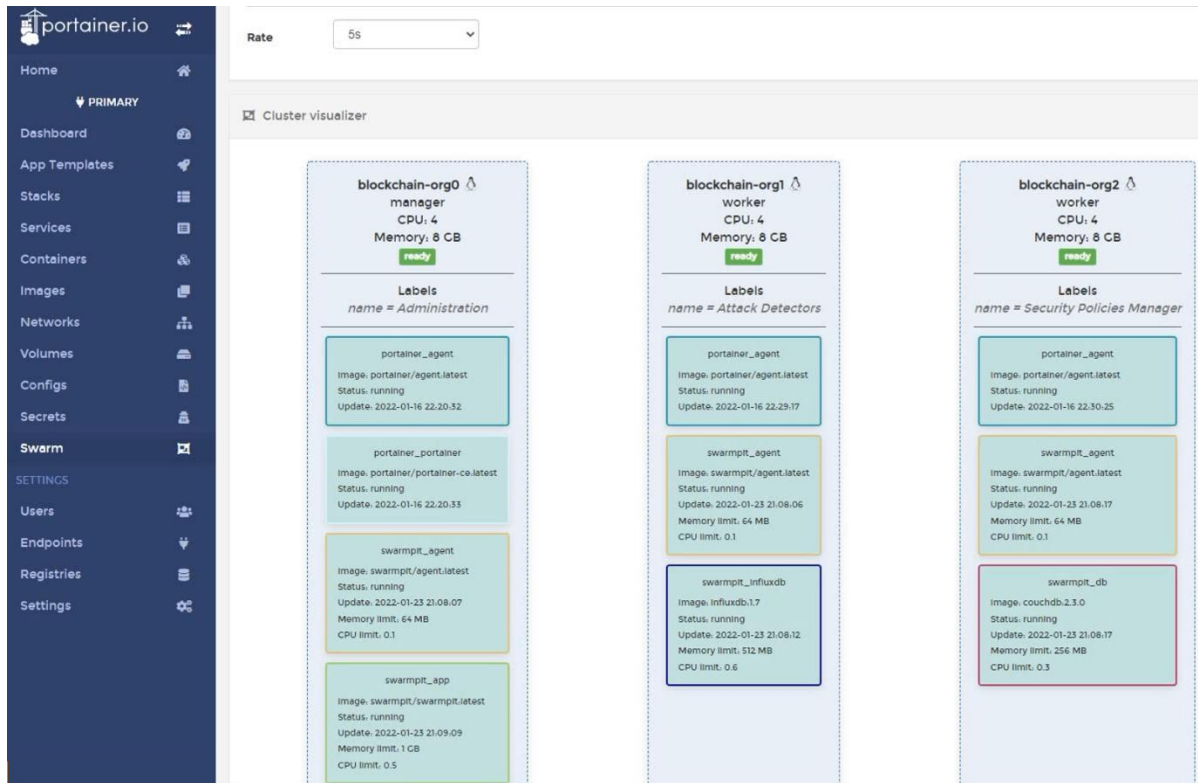 portainer.io
Home
PRIMARY
Dashboard
App Templates
Stacks
Services
Containers
Images
Networks
Volumes
Configs
Secrets
Swarm
SETTINGS
Users
Endpoints
Registries
Settings
Rate 5s
Cluster visualizer
blockchain-org0
manager
CPU: 4
Memory: 8 GB
ready
Labels
name = Administration
portainer_agent
Image: portainer/agent:latest
Status: running
Update: 2022-01-16 22:20:32
portainer_portainer
Image: portainer/portainer-ce:latest
Status: running
Update: 2022-01-16 22:20:33
swarmpit_agent
Image: swarmpit/agent:latest
Status: running
Update: 2022-01-23 21:08:07
Memory limit: 64 MB
CPU limit: 0.1
swarmpit_app
Image: swarmpit/swarmpit:latest
Status: running
Update: 2022-01-23 21:09:09
Memory limit: 1 GB
CPU limit: 0.5
blockchain-org1
worker
CPU: 4
Memory: 8 GB
ready
Labels
name = Attack Detectors
portainer_agent
Image: portainer/agent:latest
Status: running
Update: 2022-01-16 22:29:17
swarmpit_agent
Image: swarmpit/agent:latest
Status: running
Update: 2022-01-23 21:08:06
Memory limit: 64 MB
CPU limit: 0.1
swarmpit_influxdb
Image: influxdb:1.7
Status: running
Update: 2022-01-23 21:08:12
Memory limit: 512 MB
CPU limit: 0.6
blockchain-org2
worker
CPU: 4
Memory: 8 GB
ready
Labels
name = Security Policies Manager
portainer_agent
Image: portainer/agent:latest
Status: running
Update: 2022-01-16 22:30:25
swarmpit_agent
Image: swarmpit/agent:latest
Status: running
Update: 2022-01-23 21:08:17
Memory limit: 64 MB
CPU limit: 0.1
swarmpit_db
Image: couchdb:2.3.0
Status: running
Update: 2022-01-23 21:08:17
Memory limit: 256 MB
CPU limit: 0.3